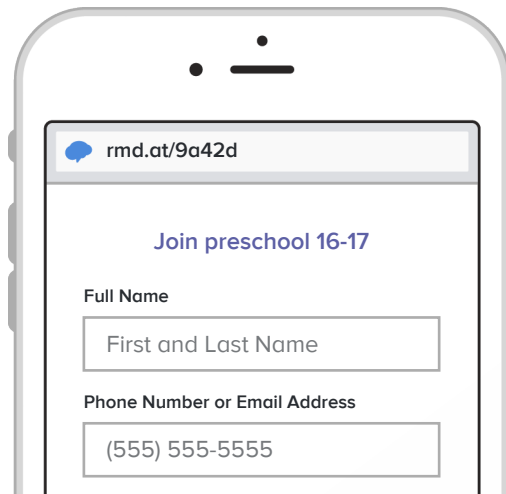 rmd.at/9a42d
Join preschool 16-17
Full Name
First and Last Name
Phone Number or Email Address
(555) 555-5555